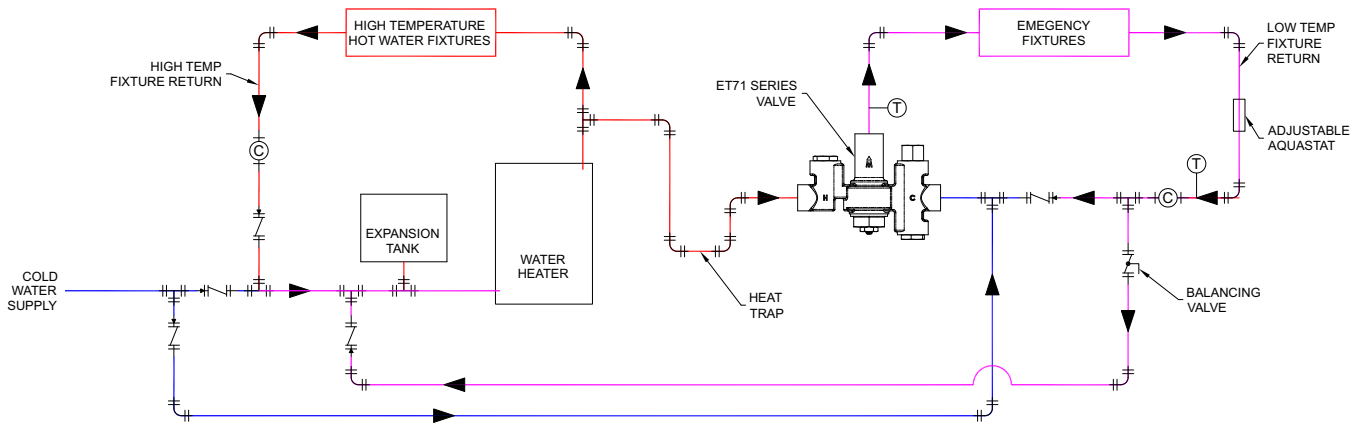 HIGH TEMPERATURE
HOT WATER FIXTURES
HIGH TEMP
FIXTURE RETURN
C
EXPANSION
TANK
WATER
HEATER
COLD
WATER
SUPPLY
HEAT
TRAP
ET71 SERIES
VALVE
T
H
C
EMEGENCY
FIXTURES
LOW TEMP
FIXTURE
RETURN
ADJUSTABLE
AQUASTAT
T
C
BALANCING
VALVE